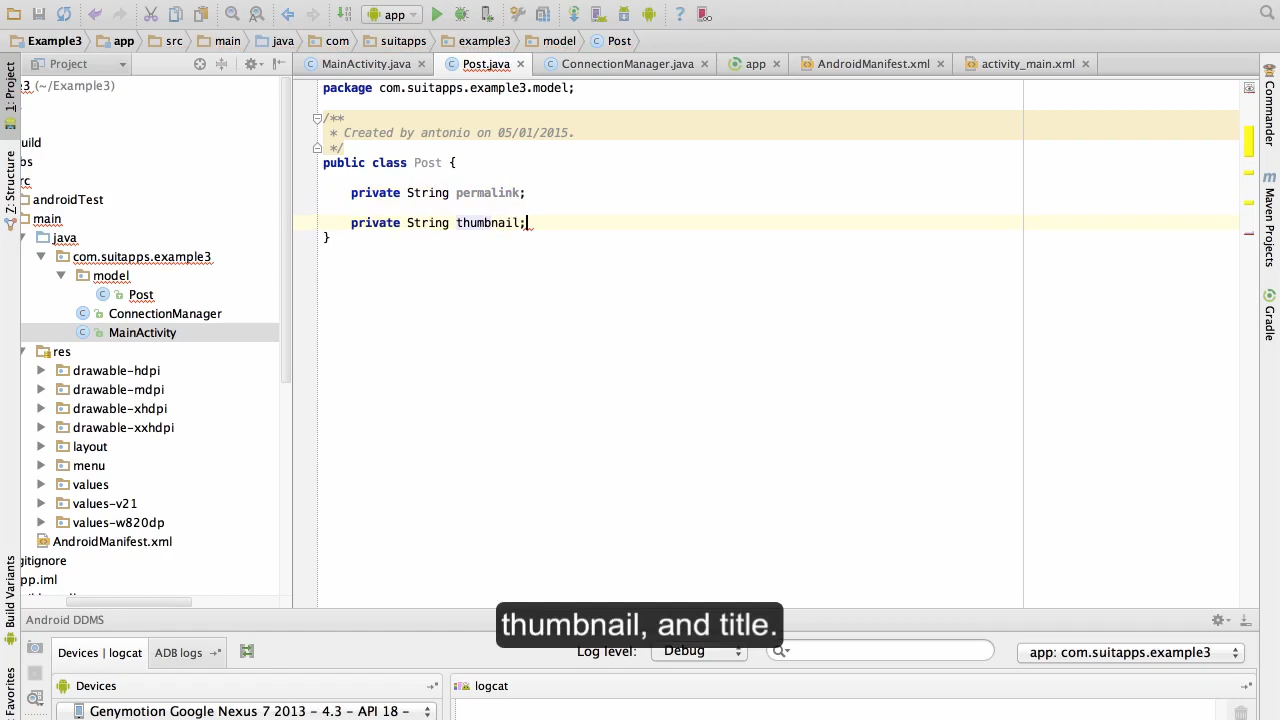 app
Example3
app
src
main
java
com
suitapps
example3
model
Post
Project
MainActivity.java
Post.java
ConnectionManager.java
app
AndroidManifest.xml
activity_main.xml
1: Project
Z: Structure
Build Variants
Favorites
3 (~/Example3)
uild
bs
rc
androidTest
main
java
com.suitapps.example3
model
Post
ConnectionManager
MainActivity
res
drawable-hdpi
drawable-mdpi
drawable-xhdpi
drawable-xxhdpi
layout
menu
values
values-v21
values-w820dp
AndroidManifest.xml
gitignore
pp.iml
package com.suitapps.example3.model;
/**
* Created by antonio on 05/01/2015.
*/
public class Post {
private String permalink;
private String thumbnail;
}
Commander
Maven Projects
Gradle
Android DDMS
thumbnail, and title.
Devices | logcat
ADB logs
Log level:
Debug
app: com.suitapps.example3
Devices
logcat
Genymotion Google Nexus 7 2013 - 4.3 - API 18 -